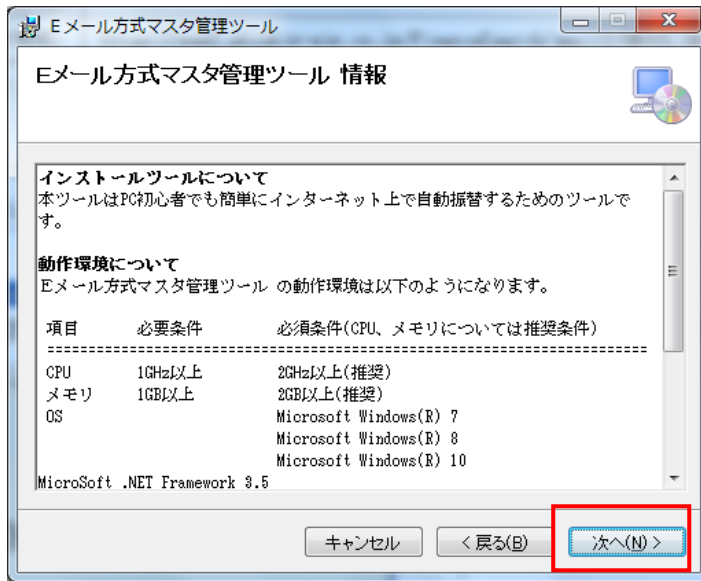 Eメール方式マスタ管理ツール
Eメール方式マスタ管理ツール 情報
インストールツールについて
本ツールはPC初心者でも簡単にインターネット上で自動振替するためのツールで
す。
動作環境について
Eメール方式マスタ管理ツール の動作環境は以下のようになります。
項目 必要条件 必須条件(CPU、メモリについては推奨条件)
=========================================================================
CPU 1GHz以上 2GHz以上(推奨)
メモリ 1GB以上 2GB以上(推奨)
OS Microsoft Windows(R) 7
Microsoft Windows(R) 8
Microsoft Windows(R) 10
MicroSoft .NET Framework 3.5
キャンセル < 戻る(B) 次へ(N) >